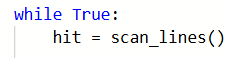 while True:
    hit = scan_lines()